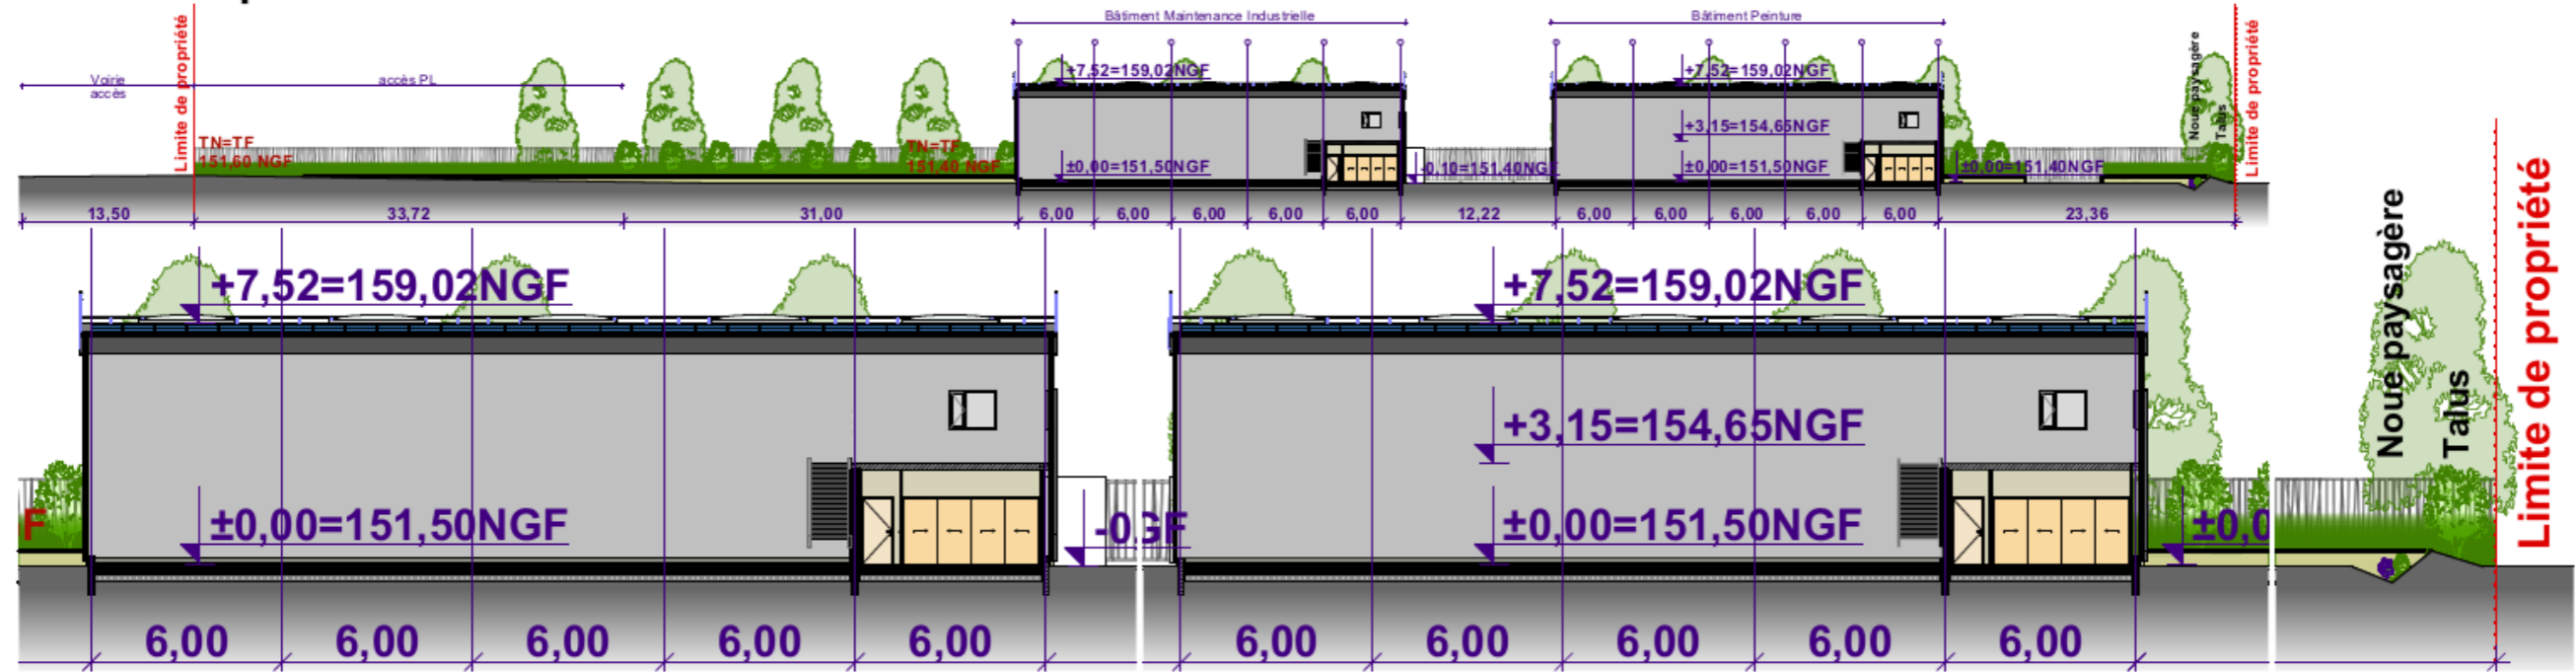 Bâtiment Maintenance Industrielle
Bâtiment Peinture
Limite de propriété
Voirie
accès
accès PL
TN=TF
151,60 NGF
TN=TF
151,40 NGF
+7,52=159,02NGF
±0,00=151,50NGF
-0,10=151,40NGF
+7,52=159,02NGF
+3,15=154,65NGF
±0,00=151,50NGF
±0,00=151,40NGF
Noue paysagère
Talus
Limite de propriété
13,50 33,72 31,00 6,00 6,00 6,00 6,00 6,00 12,22 6,00 6,00 6,00 6,00 6,00 23,36
+7,52=159,02NGF
±0,00=151,50NGF
F
-0,
GF
+7,52=159,02NGF
+3,15=154,65NGF
±0,00=151,50NGF
±0,0
Noue paysagère
Talus
Limite de propriété
6,00 6,00 6,00 6,00 6,00 6,00 6,00 6,00 6,00 6,00